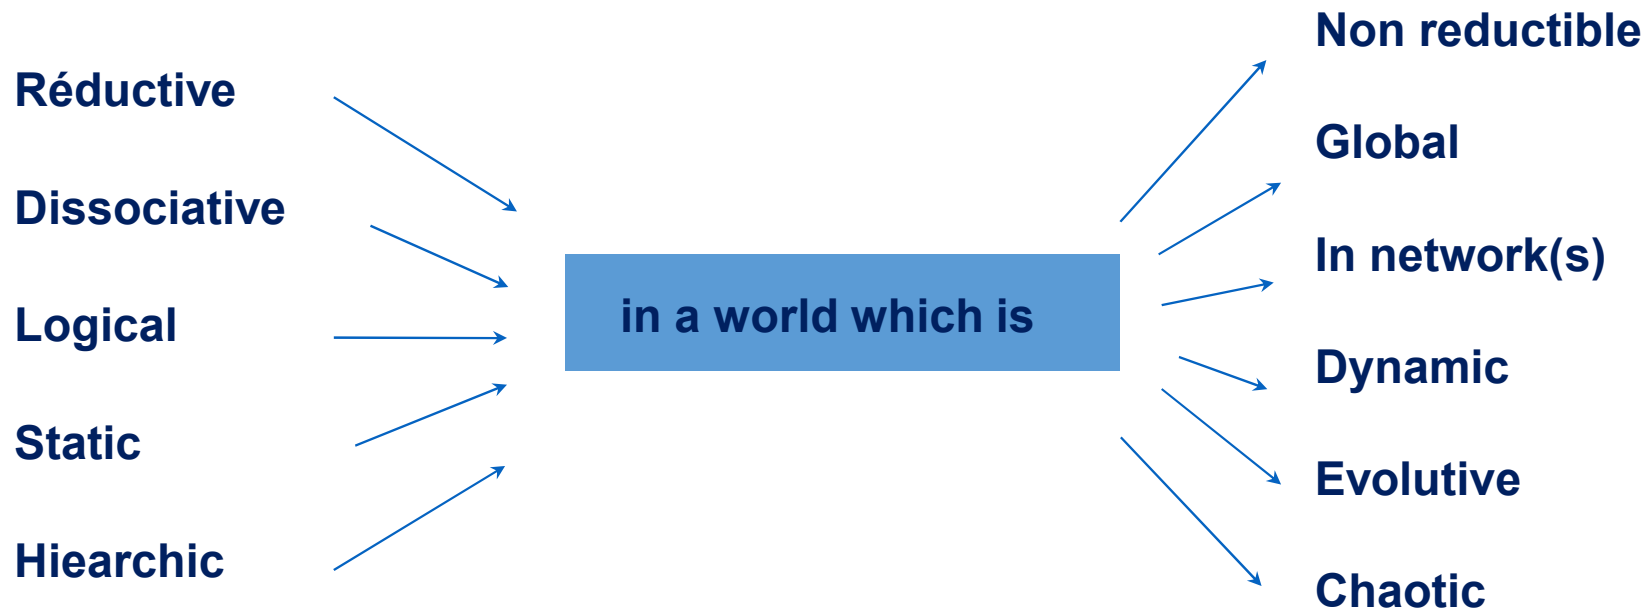 Réductive
Dissociative
Logical
Static
Hiearchic
in a world which is
Non reductible
Global
In network(s)
Dynamic
Evolutive
Chaotic